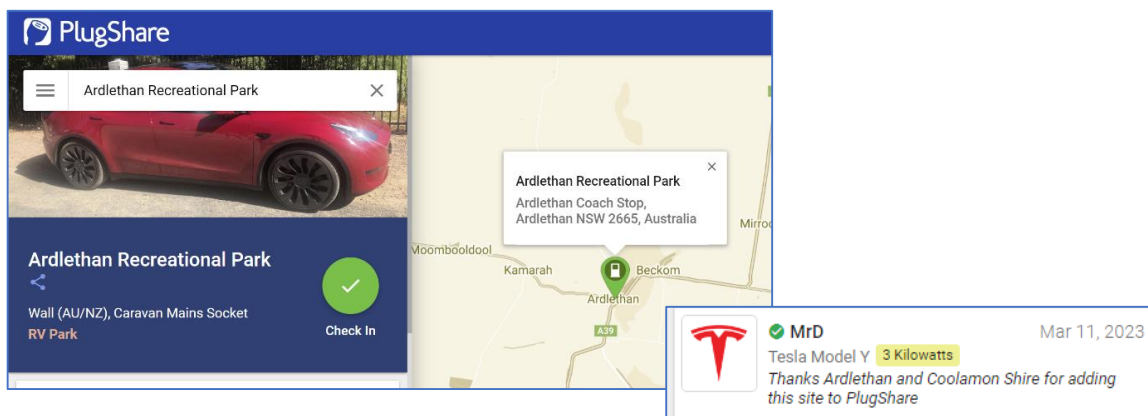 PlugShare
Ardlethan Recreational Park
Ardlethan Recreational Park
Ardlethan Coach Stop,
Ardlethan NSW 2665, Australia
Moombooldool
Kamarah
Beckom
Ardlethan
A39
Ardlethan Recreational Park
Wall (AU/NZ), Caravan Mains Socket
RV Park
Check In
MrD
Mar 11, 2023
Tesla Model Y 3 Kilowatts
Thanks Ardlethan and Coolamon Shire for adding
this site to PlugShare